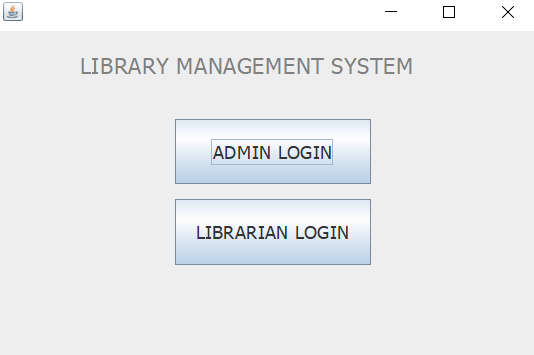 LIBRARY MANAGEMENT SYSTEM
ADMIN LOGIN
LIBRARIAN LOGIN